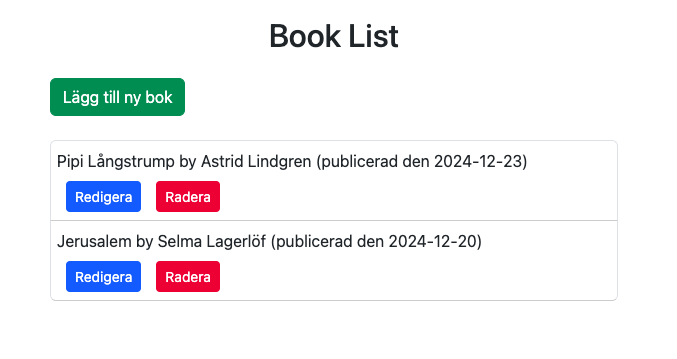 Book List
Lägg till ny bok
Pipi Långstrump by Astrid Lindgren (publicerad den 2024-12-23)
Redigera Radera
Jerusalem by Selma Lagerlöf (publicerad den 2024-12-20)
Redigera Radera